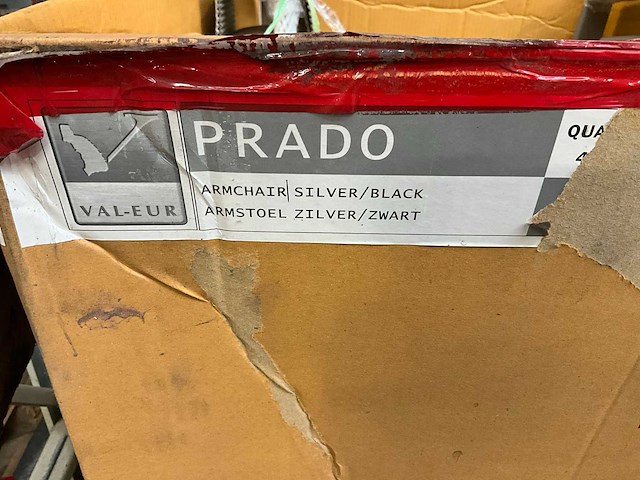 PRADO
VAL-EUR
ARMCHAIR SILVER/BLACK
ARMSTOEL ZILVER/ZWART